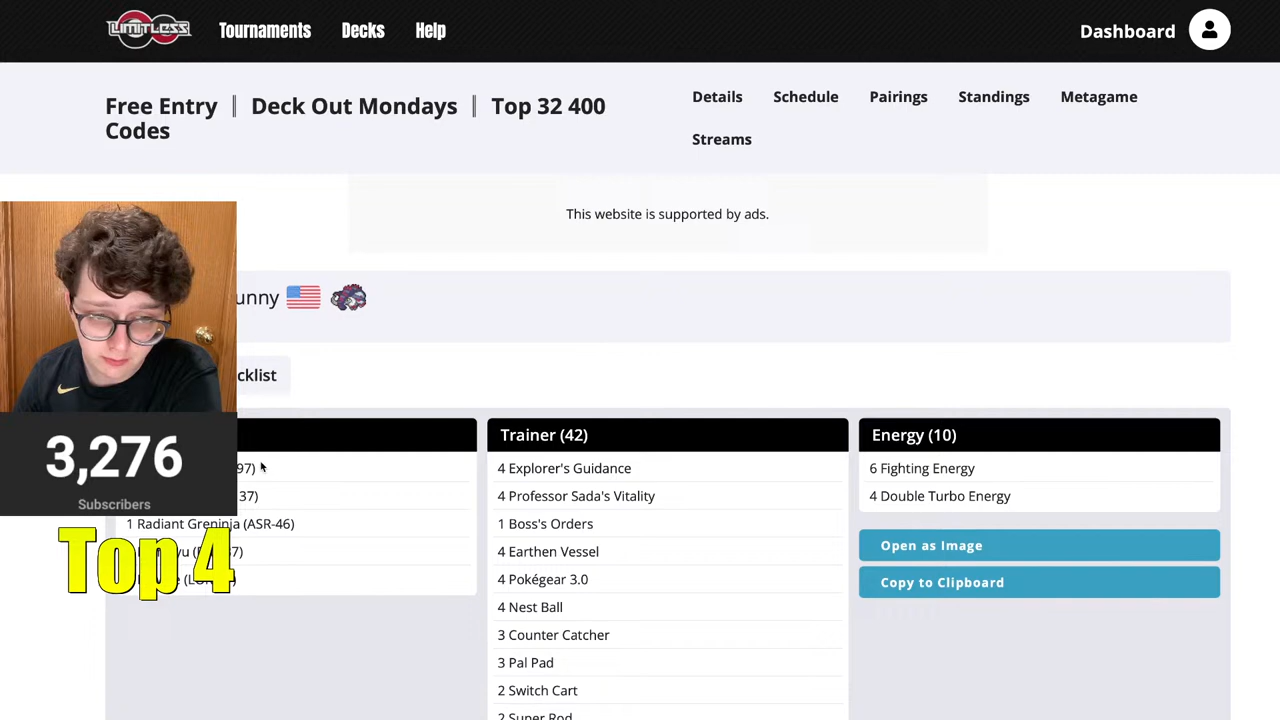 LIMITLESS
Tournaments
Decks
Help
Dashboard
Free Entry | Deck Out Mondays | Top 32 400
Codes
Details
Schedule
Pairings
Standings
Metagame
Streams
This website is supported by ads.
unny
cklist
97)
37)
1 Radiant Greninja (ASR-46)
3,276
Subscribers
Top 4
Trainer (42)
4 Explorer's Guidance
4 Professor Sada's Vitality
1 Boss's Orders
4 Earthen Vessel
4 Pokégear 3.0
4 Nest Ball
3 Counter Catcher
3 Pal Pad
2 Switch Cart
2 Super Rod
Energy (10)
6 Fighting Energy
4 Double Turbo Energy
Open as Image
Copy to Clipboard